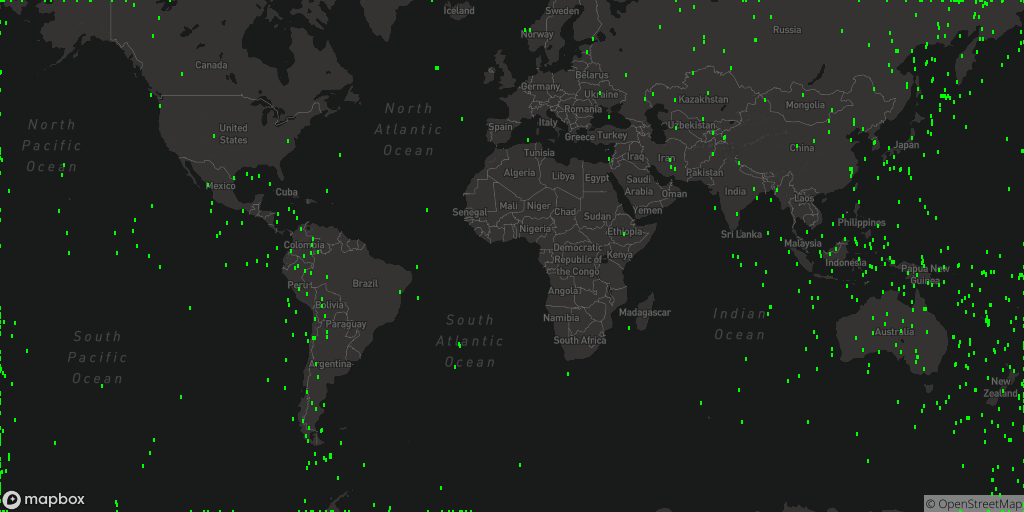 Iceland
Sweden
Norway
Russia
Canada
Belarus
Germany
Ukraine
Kazakhstan
Mongolia
Romania
North
Pacific
Ocean
North
Atlantic
Ocean
United
States
Spain
Italy
Greece
Turkey
Uzbekistan
China
Japan
Tunisia
Iraq
Iran
Algeria
Libya
Egypt
Pakistan
Mexico
Cuba
Saudi
Arabia
Oman
India
Laos
Mali
Niger
Chad
Sudan
Yemen
Senegal
Nigeria
Ethiopia
Philippines
Sri Lanka
Colombia
Malaysia
Democratic
Republic of
the Congo
Kenya
Indonesia
Papua New
Guinea
Peru
Brazil
Angola
Bolivia
Madagascar
Namibia
Paraguay
South
Atlantic
Ocean
Indian
Ocean
Australia
South
Pacific
Ocean
South Africa
Argentina
New
Zealand
mapbox
© OpenStreetMap